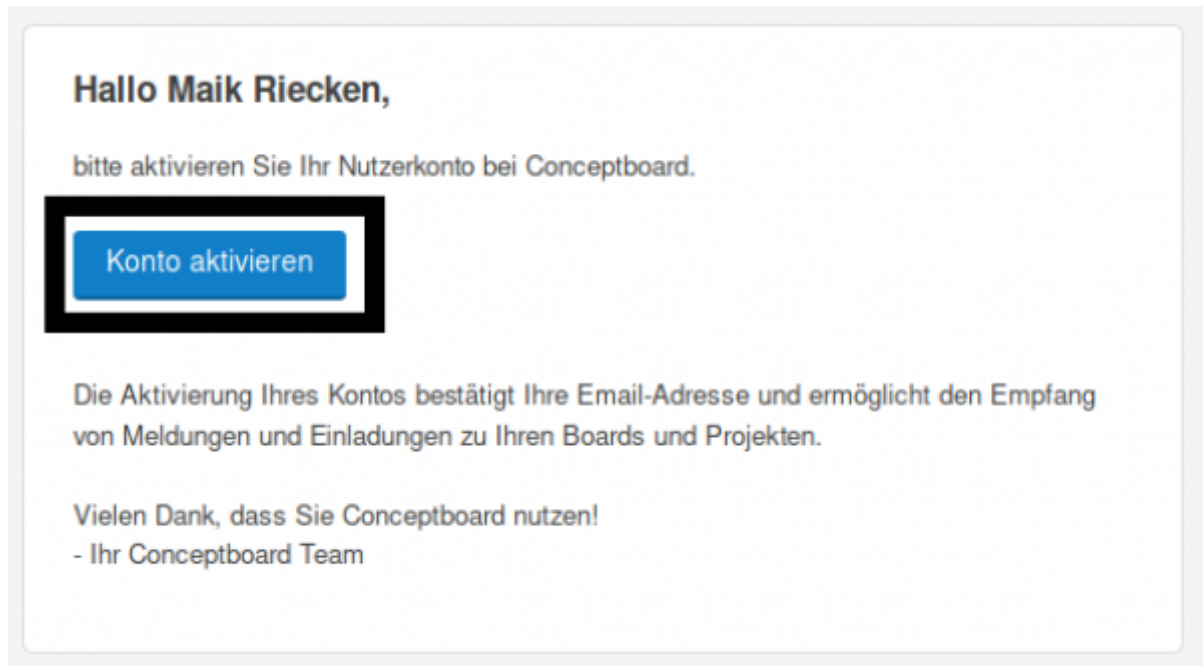 Hallo Maik Riecken,
bitte aktivieren Sie Ihr Nutzerkonto bei Conceptboard.
Konto aktivieren
Die Aktivierung Ihres Kontos bestätigt Ihre Email-Adresse und ermöglicht den Empfang
von Meldungen und Einladungen zu Ihren Boards und Projekten.
Vielen Dank, dass Sie Conceptboard nutzen!
- Ihr Conceptboard Team